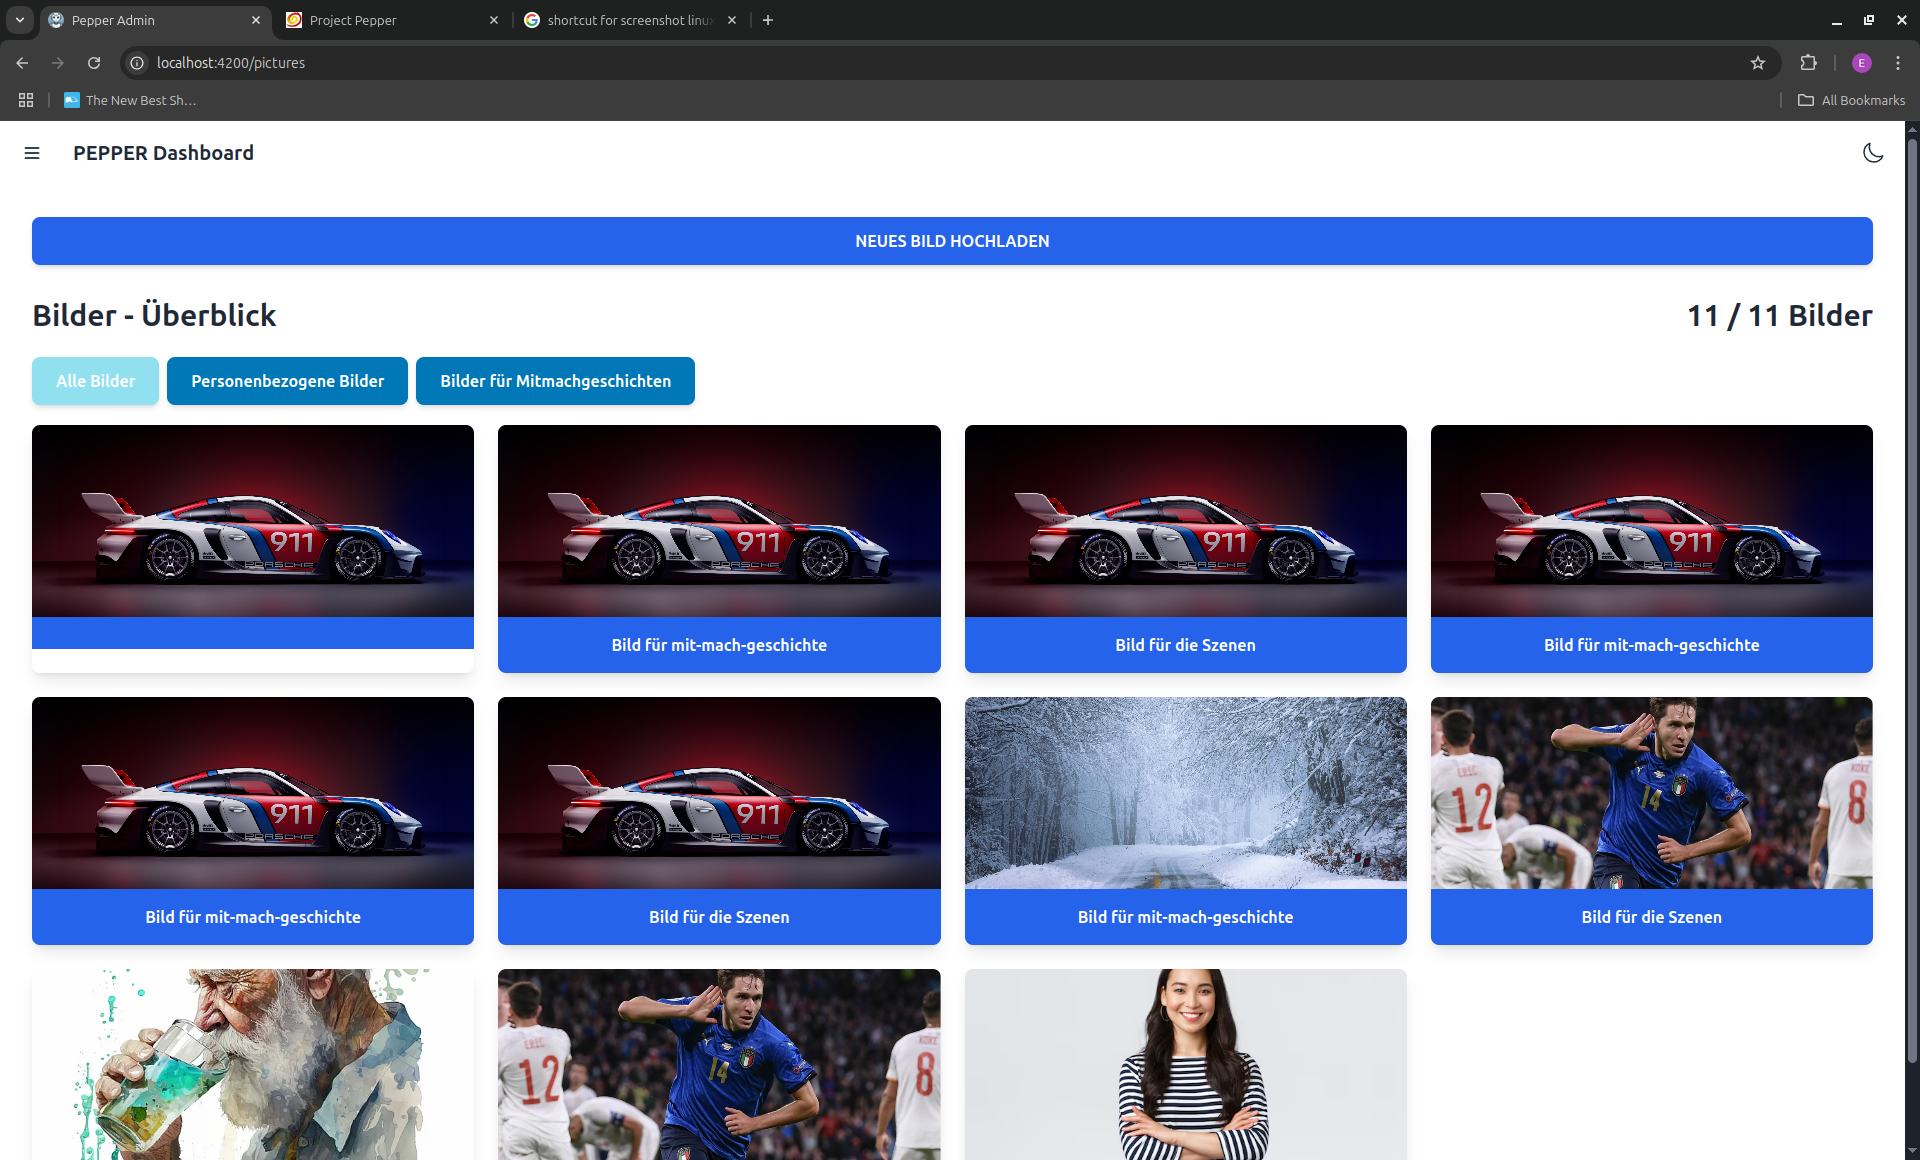 Pepper Admin
Project Pepper
shortcut for screenshot linu
localhost:4200/pictures
E
The New Best Sh...
All Bookmarks
PEPPER Dashboard
NEUES BILD HOCHLADEN
Bilder - Überblick
11 / 11 Bilder
Alle Bilder
Personenbezogene Bilder
Bilder für Mitmachgeschichten
911
PORSCHE
911
PORSCHE
911
PORSCHE
911
PORSCHE
Bild für mit-mach-geschichte
Bild für die Szenen
Bild für mit-mach-geschichte
911
PORSCHE
911
PORSCHE
ERIC
12
14
KOKE
8
Bild für mit-mach-geschichte
Bild für die Szenen
Bild für mit-mach-geschichte
Bild für die Szenen
ERIC
12
14
KOKE
8